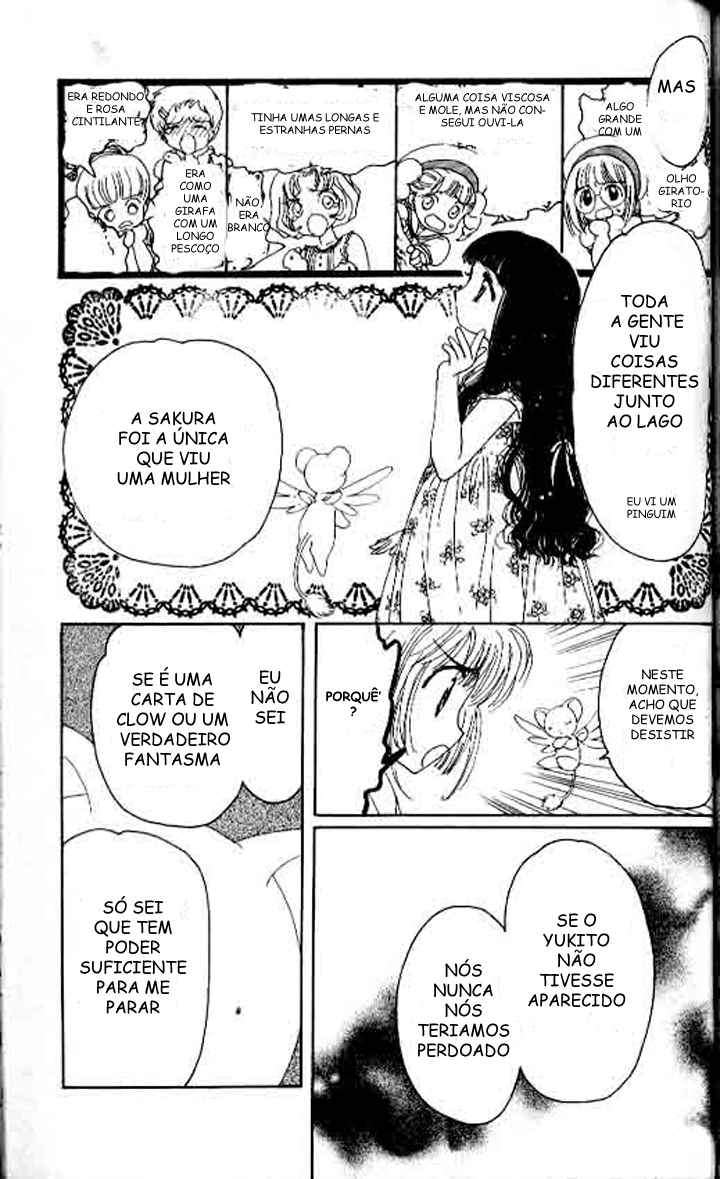 MAS
ALGO
GRANDE
COM UM
OLHO
GIRATO-
RIO
ALGUMA COISA VISCOSA
E MOLE, MAS NÃO CON-
SEGUI OUVI-LA
TINHA UMAS LONGAS E
ESTRANHAS PERNAS
NÃO
ERA
BRANCO
ERA REDONDO
E ROSA
CINTILANTE
ERA
COMO
UMA
GIRAFA
COM UM
LONGO
PESCOÇO
TODA
A GENTE
VIU
COISAS
DIFERENTES
JUNTO
AO LAGO
EU VI UM
PINGUIM
A SAKURA
FOI A ÚNICA
QUE VIU
UMA MULHER
NESTE
MOMENTO,
ACHO QUE
DEVEMOS
DESISTIR
PORQUÊ'
?
EU
NÃO
SEI
SE É UMA
CARTA DE
CLOW OU UM
VERDADEIRO
FANTASMA
SÓ SEI
QUE TEM
PODER
SUFICIENTE
PARA ME
PARAR
SE O
YUKITO
NÃO
TIVESSE
APARECIDO
NÓS
NUNCA
NÓS
TERIAMOS
PERDOADO